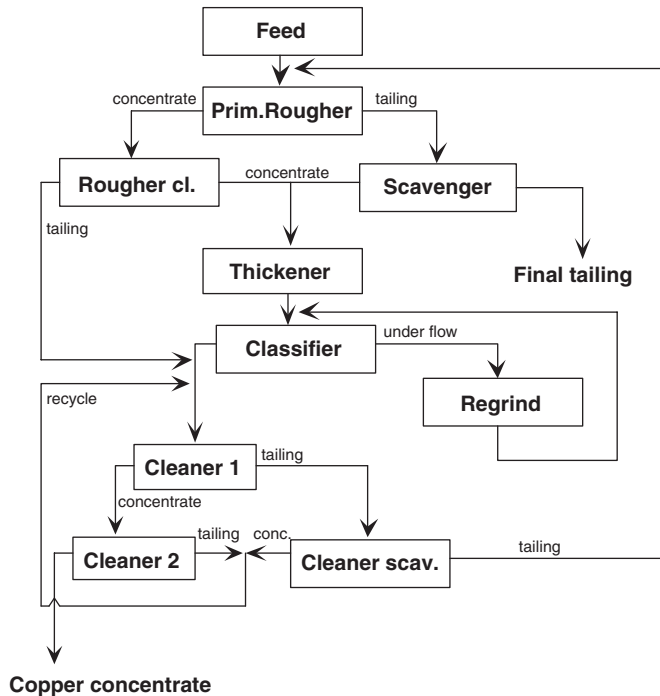 Feed
concentrate
tailing
Prim.Rougher
Rougher cl.
concentrate
Scavenger
tailing
Thickener
Final tailing
Classifier
under flow
recycle
Regrind
Cleaner 1
tailing
concentrate
Cleaner 2
tailing
conc.
Cleaner scav.
tailing
Copper concentrate